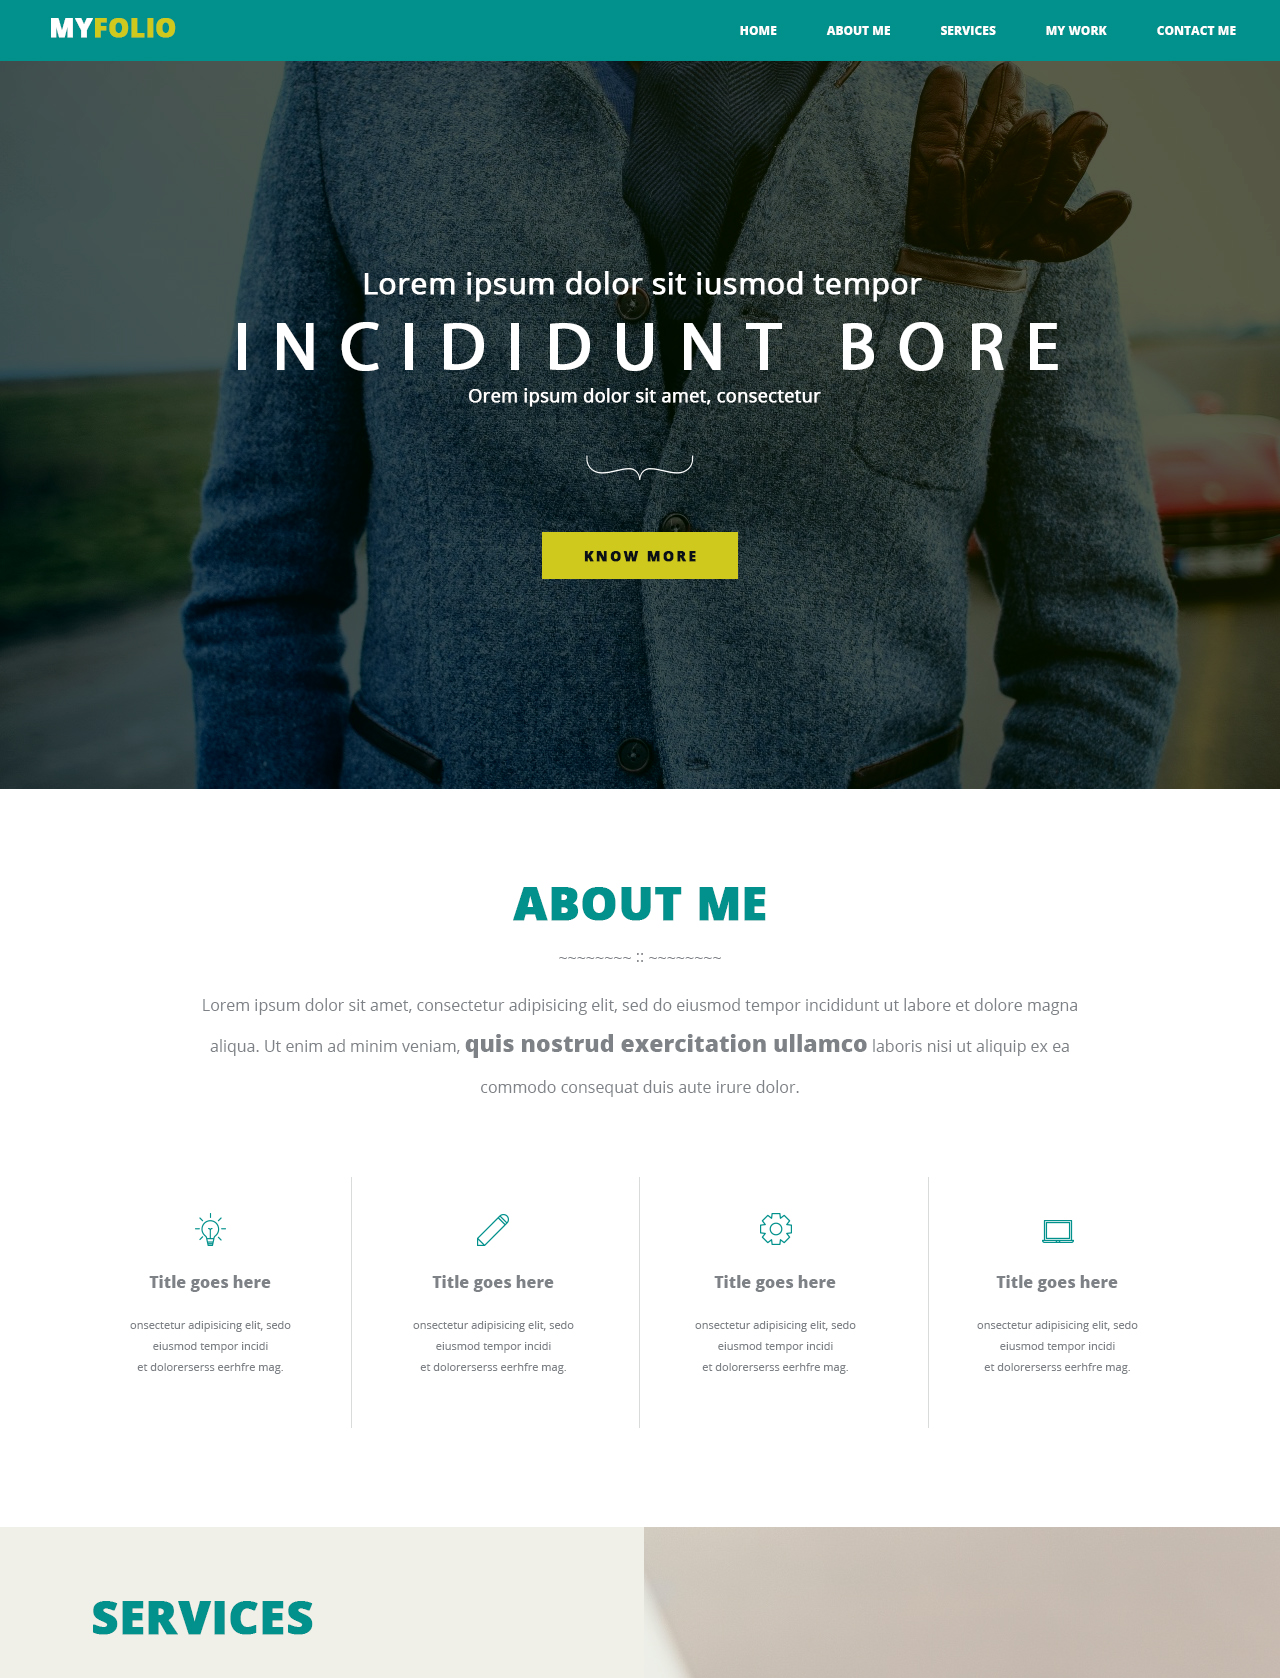 MYFOLIO
HOME ABOUT ME SERVICES MY WORK CONTACT ME
Lorem ipsum dolor sit iusmod tempor
INCIDIDUNT BORE
Orem ipsum dolor sit amet, consectetur
KNOW MORE
ABOUT ME
~~~~~~~~ :: ~~~~~~~~
Lorem ipsum dolor sit amet, consectetur adipisicing elit, sed do eiusmod tempor incididunt ut labore et dolore magna
aliqua. Ut enim ad minim veniam, quis nostrud exercitation ullamco laboris nisi ut aliquip ex ea
commodo consequat duis aute irure dolor.
Title goes here
onsectetur adipisicing elit, sedo
eiusmod tempor incidi
et dolorerserss eerhfre mag.
Title goes here
onsectetur adipisicing elit, sedo
eiusmod tempor incidi
et dolorerserss eerhfre mag.
Title goes here
onsectetur adipisicing elit, sedo
eiusmod tempor incidi
et dolorerserss eerhfre mag.
Title goes here
onsectetur adipisicing elit, sedo
eiusmod tempor incidi
et dolorerserss eerhfre mag.
SERVICES